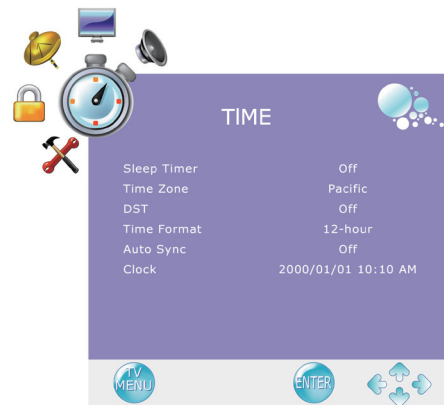 TIME
Sleep Timer Off
Time Zone Pacific
DST Off
Time Format 12-hour
Auto Sync Off
Clock 2000/01/01 10:10 AM
TV
MENU ENTER